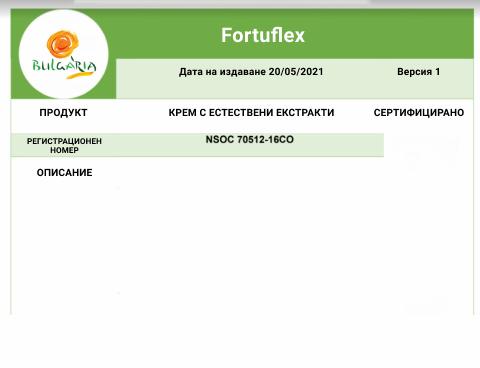 Fortuflex
BULGARIA
Дата на издаване 20/05/2021
Версия 1
ПРОДУКТ
КРЕМ С ЕСТЕСТВЕНИ ЕКСТРАКТИ
СЕРТИФИЦИРАНО
РЕГИСТРАЦИОНЕН
НОМЕР
NSOC 70512-16CO
ОПИСАНИЕ